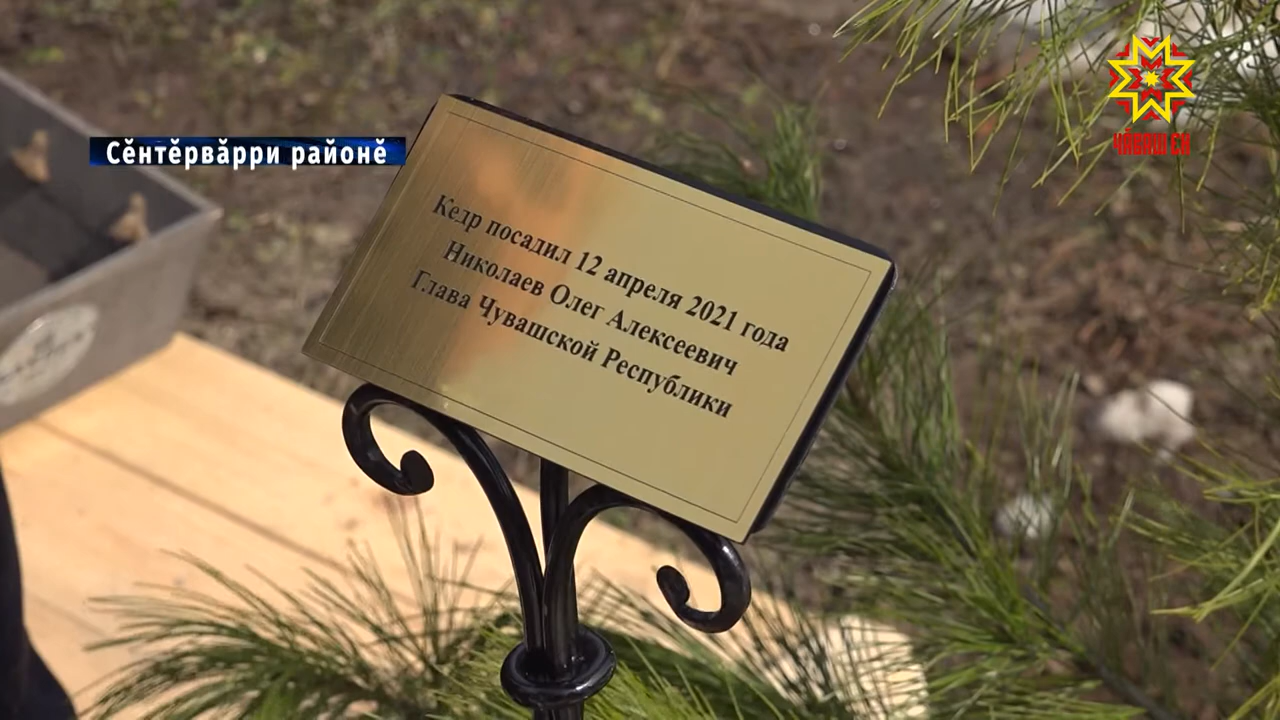 Сĕнтĕрвăрри районĕ
ЧĂВАШ ЕН
Кедр посадил 12 апреля 2021 года
Николаев Олег Алексеевич
Глава Чувашской Республики